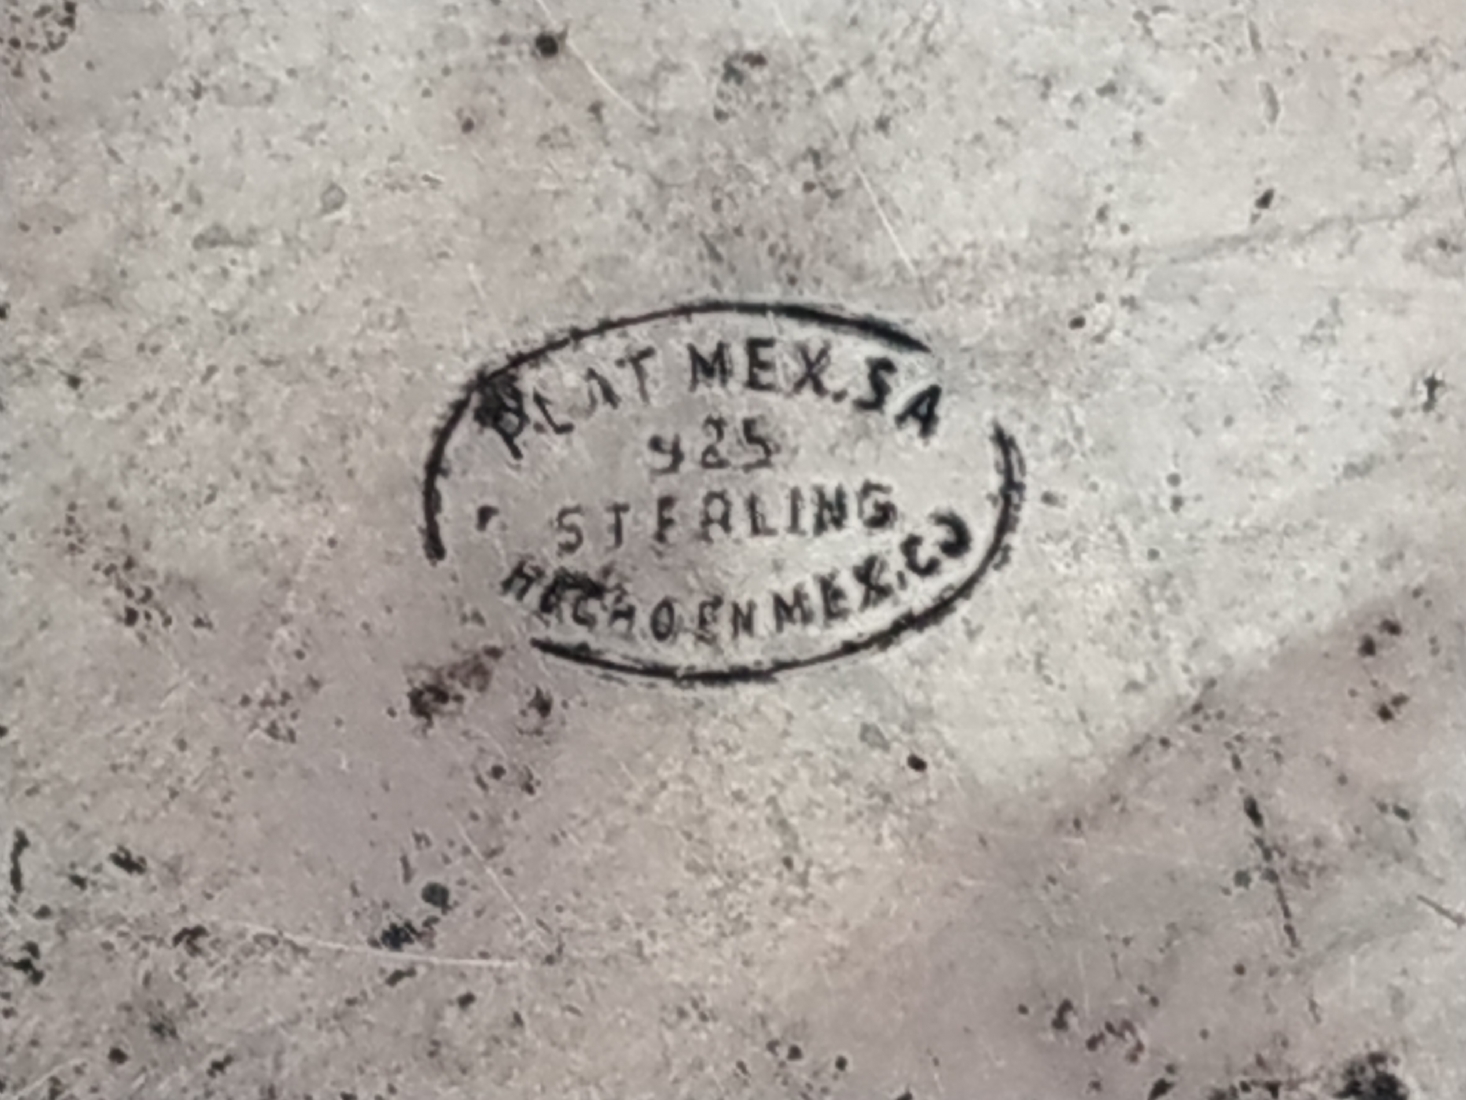 PLAT MEX. SA
925
STERLING
HECHO EN MEX. CO